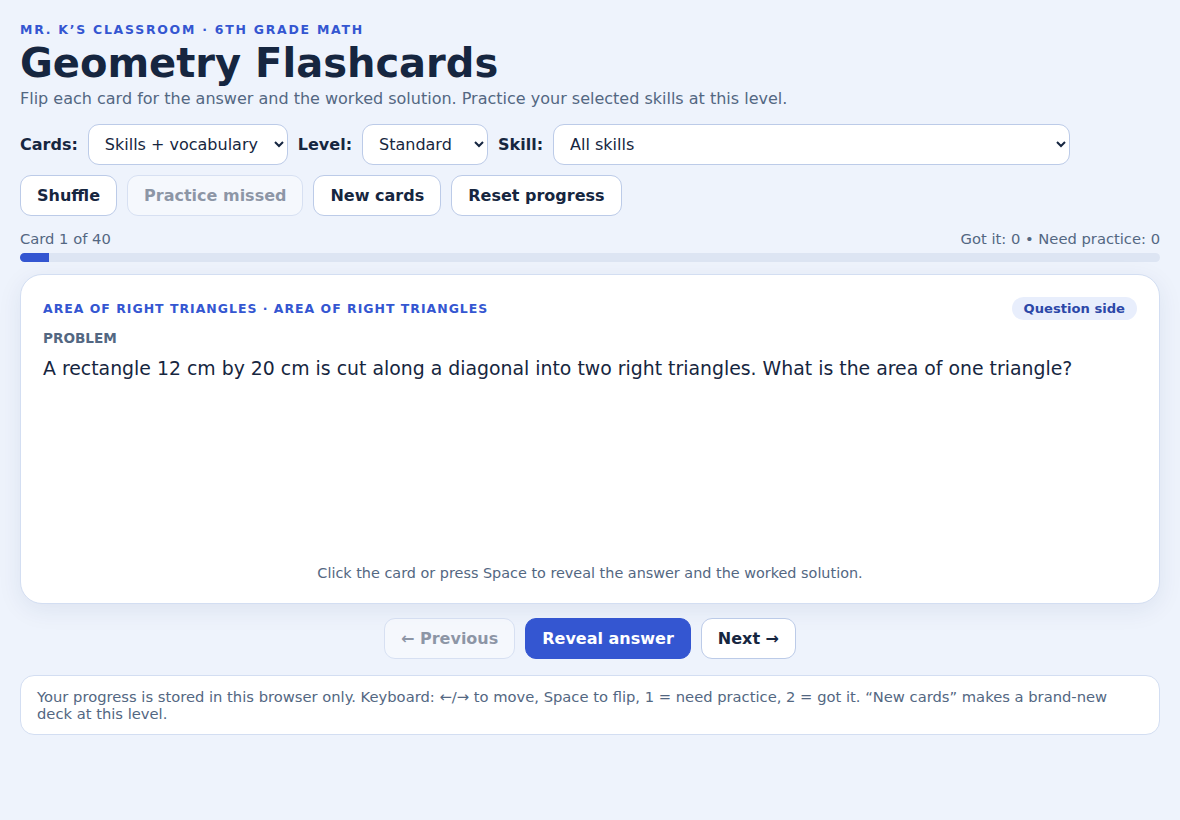 MR. K’S CLASSROOM · 6TH GRADE MATH
Geometry Flashcards
Flip each card for the answer and the worked solution. Practice your selected skills at this level.
Cards: Skills + vocabulary Level: Standard Skill: All skills
Shuffle Practice missed New cards Reset progress
Card 1 of 40 Got it: 0 • Need practice: 0
AREA OF RIGHT TRIANGLES · AREA OF RIGHT TRIANGLES Question side
PROBLEM
A rectangle 12 cm by 20 cm is cut along a diagonal into two right triangles. What is the area of one triangle?
Click the card or press Space to reveal the answer and the worked solution.
← Previous Reveal answer Next →
Your progress is stored in this browser only. Keyboard: ←/→ to move, Space to flip, 1 = need practice, 2 = got it. “New cards” makes a brand-new
deck at this level.